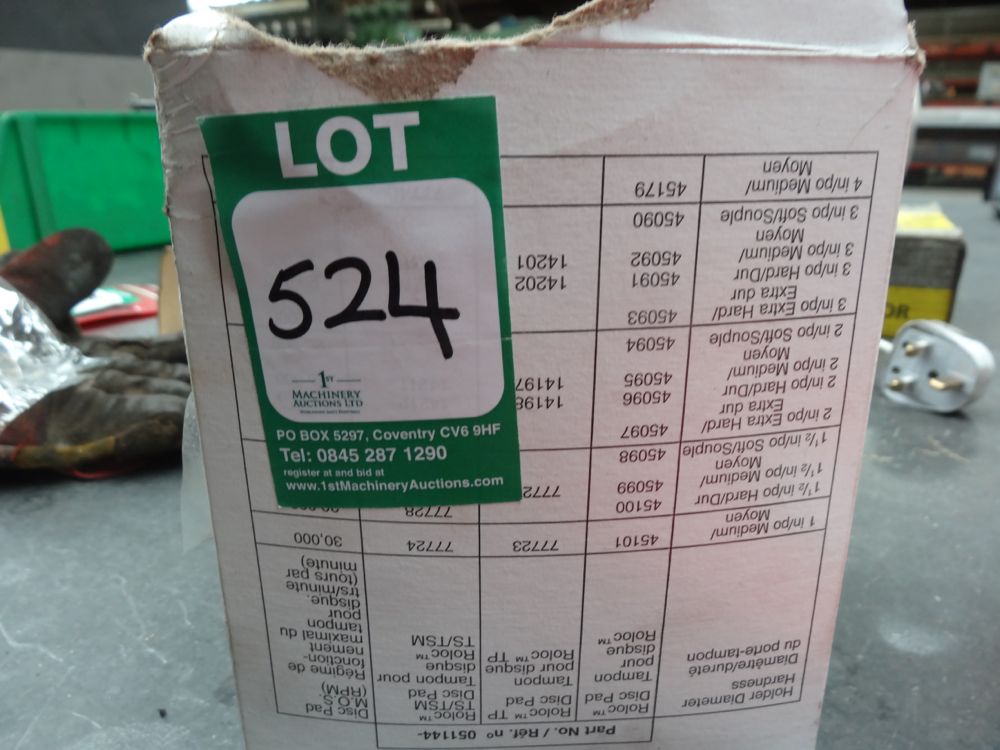 LOT
524
1ST
MACHINERY
AUCTIONS LTD
PO BOX 5297, Coventry CV6 9HF
Tel: 0845 287 1290
register at and bid at
www.1stMachineryAuctions.com
Part No. / Réf. n° 051144-
Holder Diameter
Hardness
Diamètre/dureté
du porte-tampon
Roloc™
Disc Pad
Tampon
pour
disque
Roloc™
Roloc™ TP
Disc Pad
Tampon
pour disque
Roloc™ TP
Roloc™
TS/TSM
Disc Pad
Tampon pour
disque
Roloc™
TS/TSM
Disc Pad
M.O.S.
(RPM)
Régime de
fonction-
nement
maximal du
tampon
pour
disque.
trs/minute
(tours par
minute)
1 in/po Medium/
Moyen
45101
77723
77724
30,000
1½ in/po Hard/Dur
45100
77728
1½ in/po Medium/
Moyen
45099
1½ in/po Soft/Souple
45098
2 in/po Extra Hard/
Extra dur
45097
2 in/po Hard/Dur
45096
14198
2 in/po Medium/
Moyen
45095
14197
2 in/po Soft/Souple
45094
3 in/po Extra Hard/
Extra dur
45093
3 in/po Hard/Dur
45091
14202
3 in/po Medium/
Moyen
45092
14201
3 in/po Soft/Souple
45090
4 in/po Medium/
Moyen
45179